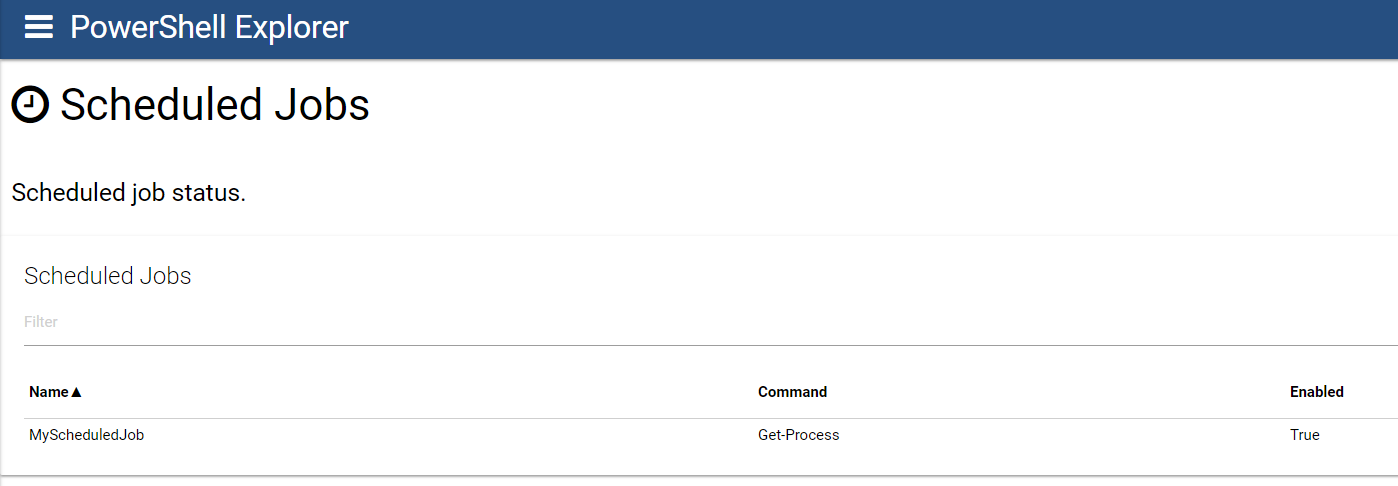 PowerShell Explorer
Scheduled Jobs
Scheduled job status.
Scheduled Jobs
Filter
Name▲ Command Enabled
MyScheduledJob Get-Process True